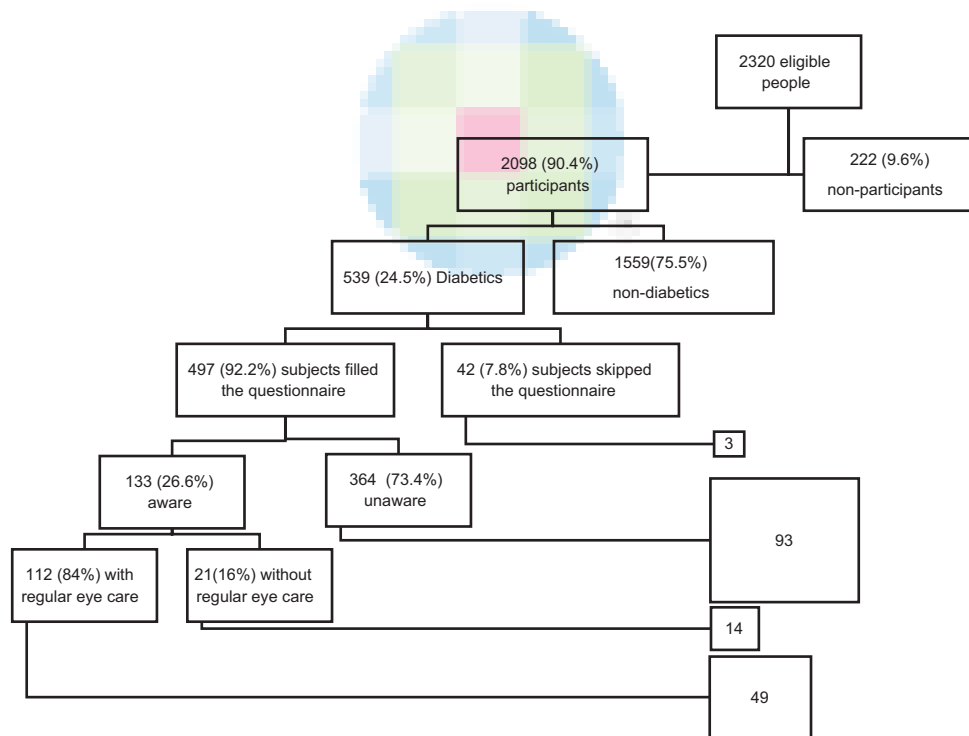 2320 eligible
people
2098 (90.4%)
participants
222 (9.6%)
non-participants
539 (24.5%) Diabetics
1559(75.5%)
non-diabetics
497 (92.2%) subjects filled
the questionnaire
42 (7.8%) subjects skipped
the questionnaire
3
133 (26.6%)
aware
364 (73.4%)
unaware
93
112 (84%) with
regular eye care
21(16%) without
regular eye care
14
49